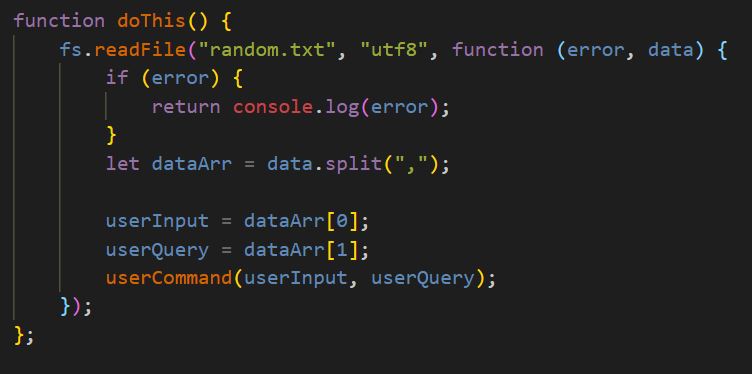 function doThis() {
    fs.readFile("random.txt", "utf8", function (error, data) {
        if (error) {
            return console.log(error);
        }
        let dataArr = data.split(",");

        userInput = dataArr[0];
        userQuery = dataArr[1];
        userCommand(userInput, userQuery);
    });
};